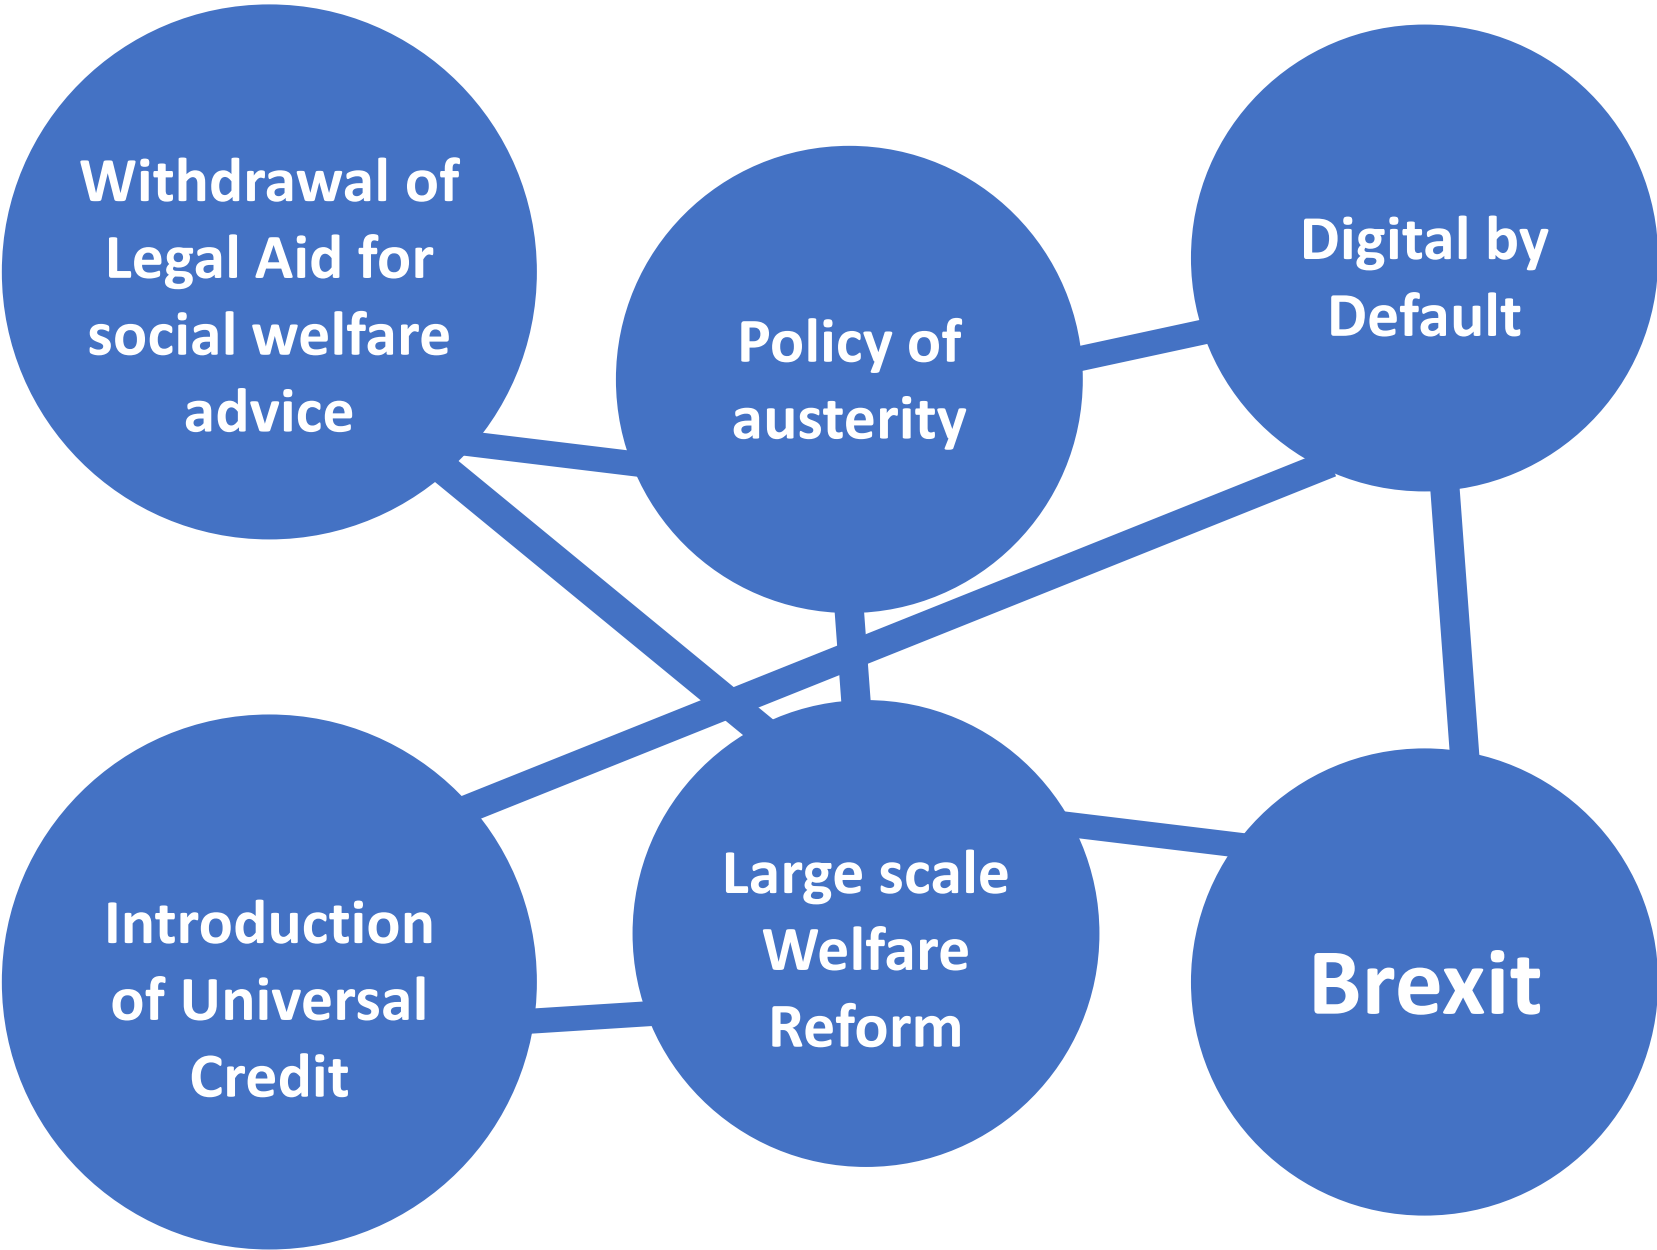 Withdrawal of
Legal Aid for
social welfare
advice
Policy of
austerity
Digital by
Default
Introduction
of Universal
Credit
Large scale
Welfare
Reform
Brexit